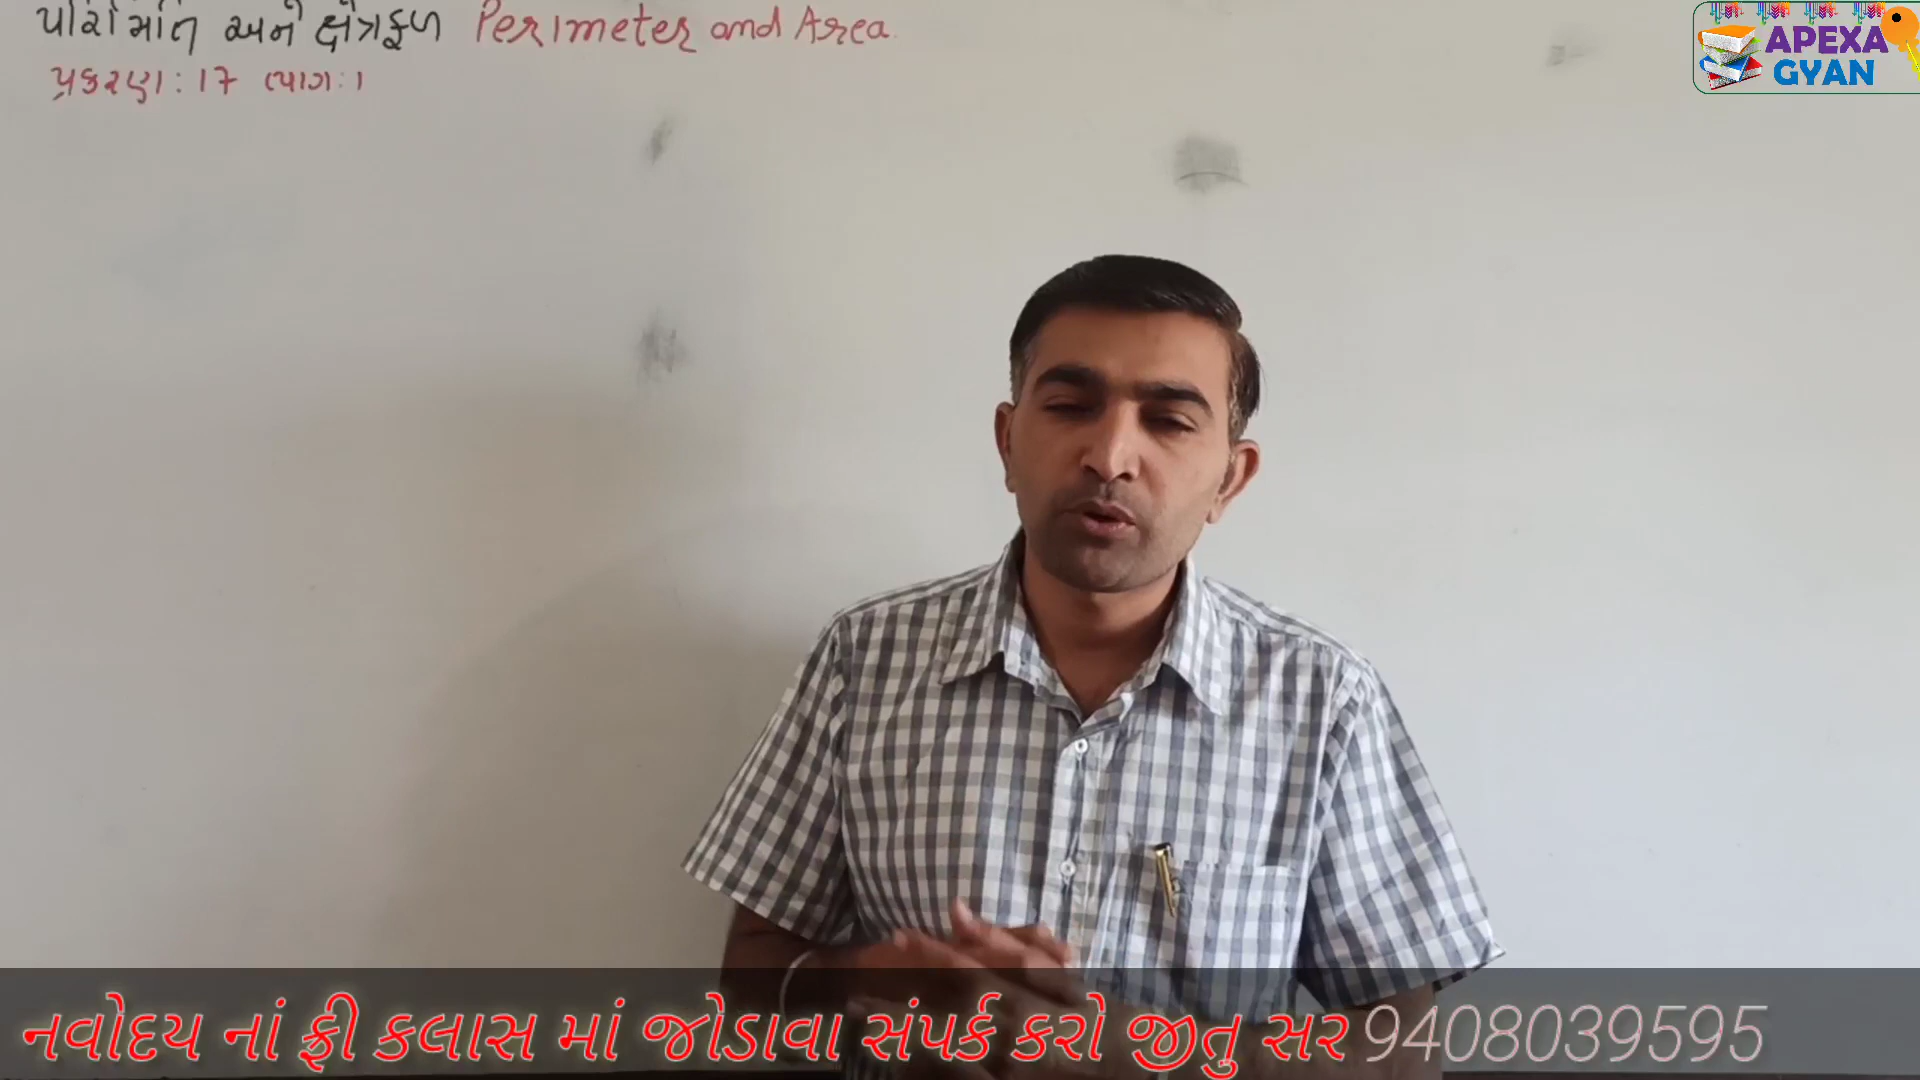 પરિમિતિ અને ક્ષેત્રફળ Perimeter and Area
પ્રકરણ : 17 ભાગ : 1
APEXA
GYAN
નવોદય નાં ફ્રી કલાસ માં જોડાવા સંપર્ક કરો જીતુ સર 9408039595